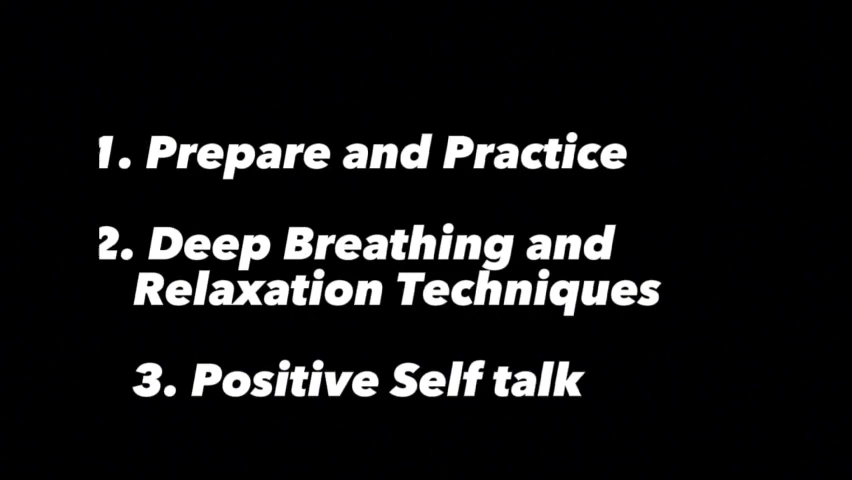 1. Prepare and Practice
2. Deep Breathing and
Relaxation Techniques
3. Positive Self talk